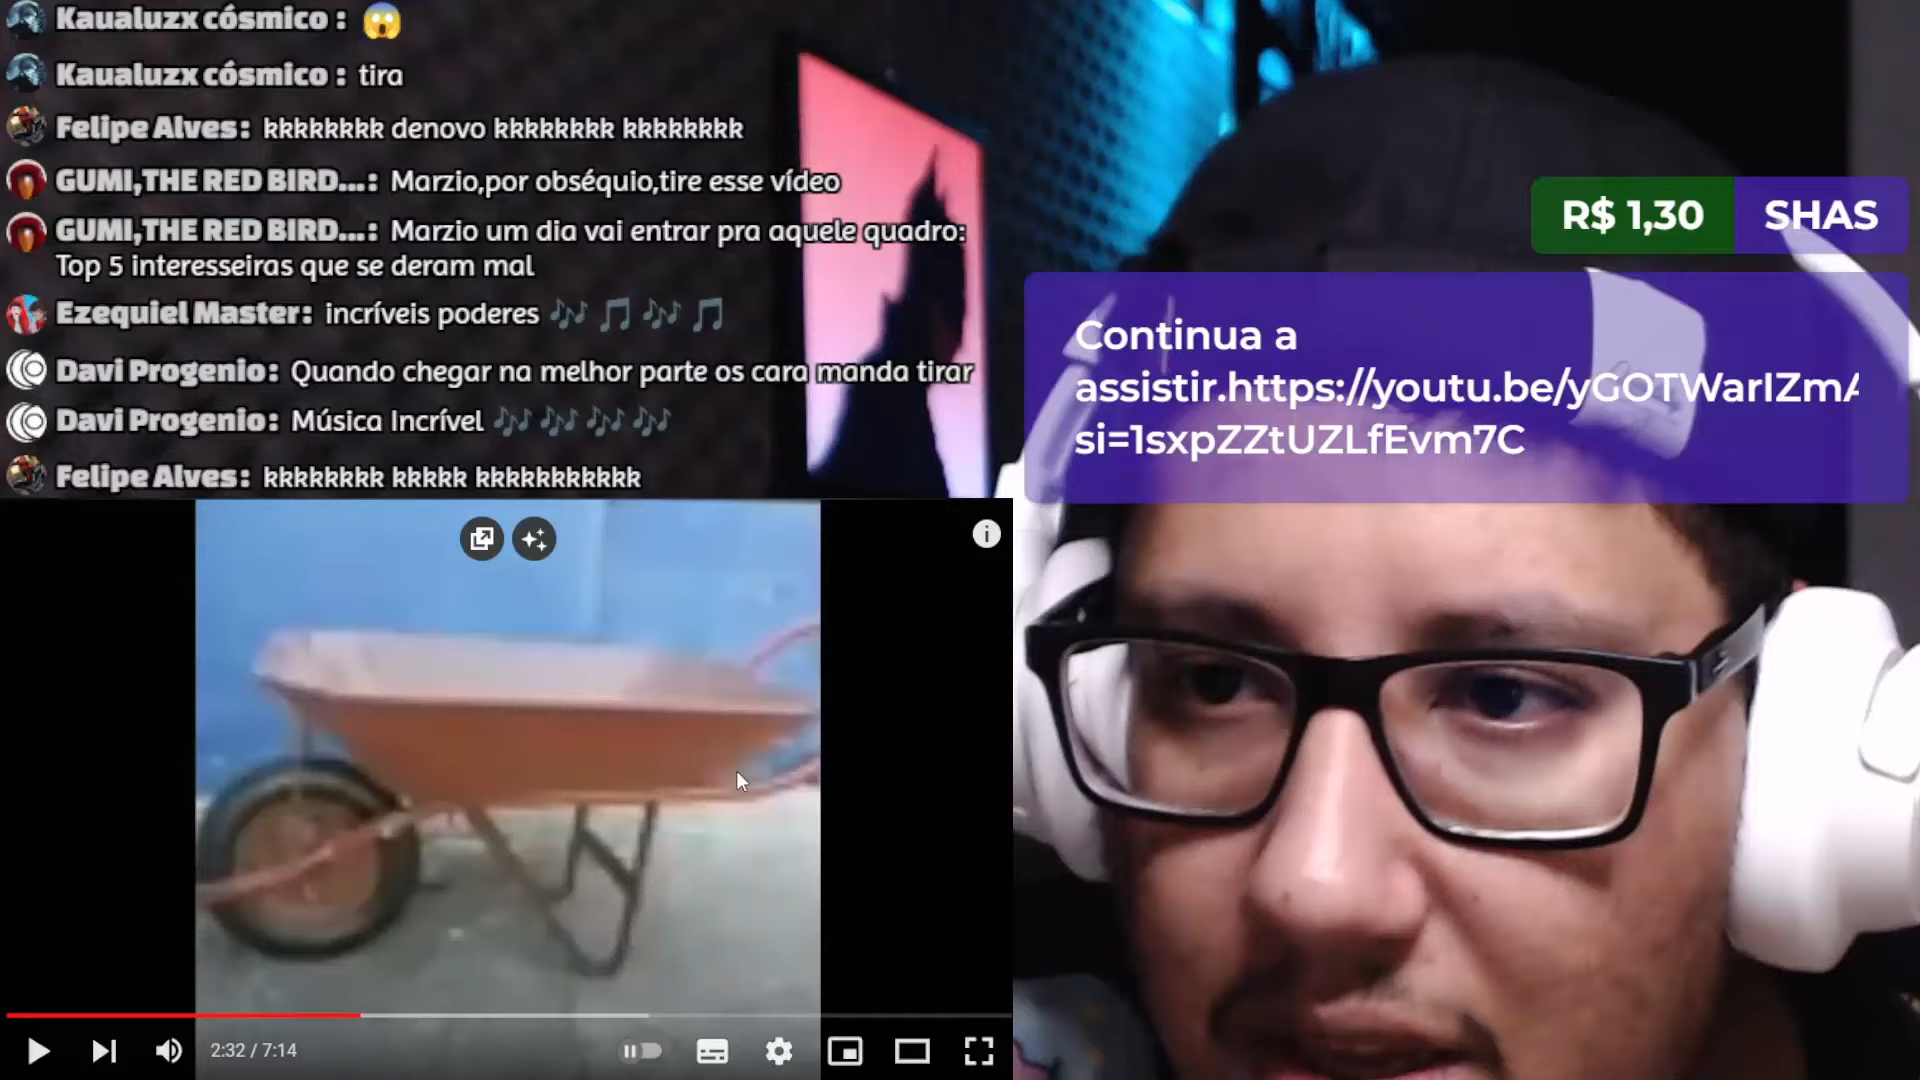 Kaualuzx cósmico : 😱
Kaualuzx cósmico : tira
Felipe Alves: kkkkkkkk denovo kkkkkkkk kkkkkkkk
GUMI,THE RED BIRD...: Marzio,por obséquio,tire esse vídeo
GUMI,THE RED BIRD...: Marzio um dia vai entrar pra aquele quadro:
Top 5 interesseiras que se deram mal
Ezequiel Master: incríveis poderes 🎶 🎵 🎶 🎵
Davi Progenio: Quando chegar na melhor parte os cara manda tirar
Davi Progenio: Música Incrível 🎶 🎶 🎶 🎶
Felipe Alves: kkkkkkkk kkkkk kkkkkkkkkkk
R$ 1,30 SHAS
Continua a
assistir.https://youtu.be/yGOTWarIZmA
si=1sxpZZtUZLfEvm7C
2:32 / 7:14